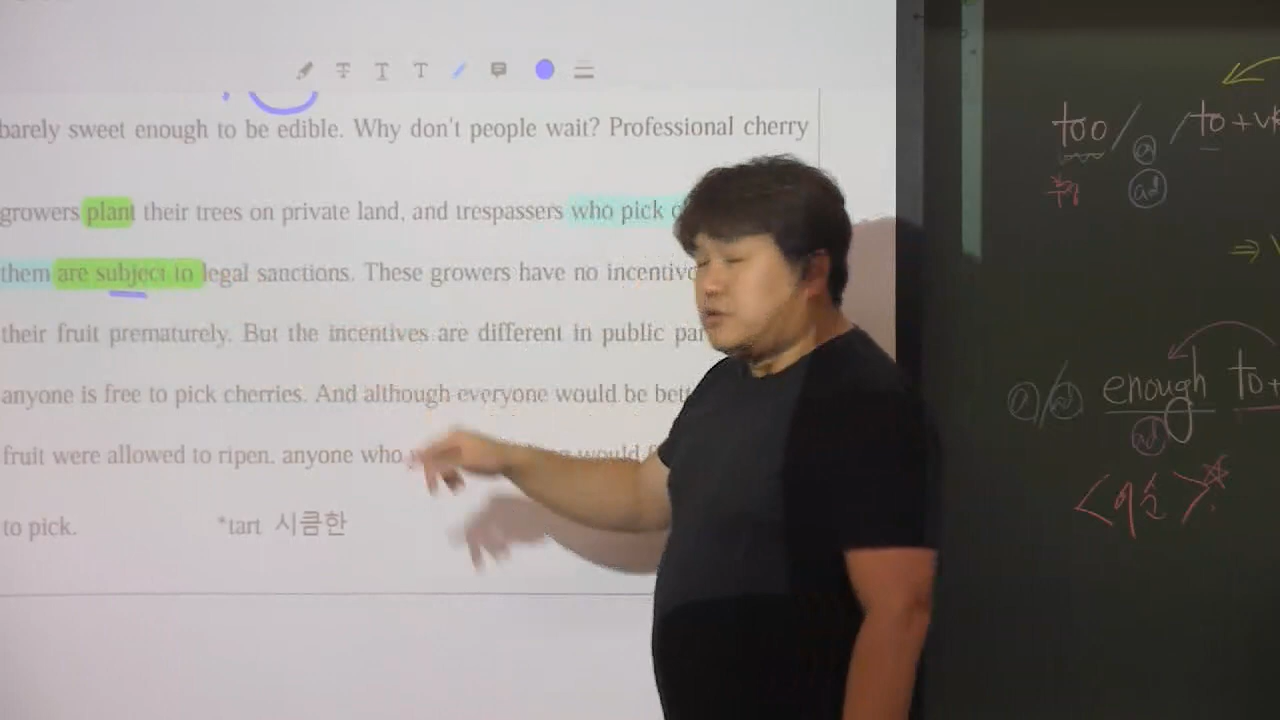 barely sweet enough to be edible. Why don't people wait? Professional cherry
growers plant their trees on private land, and trespassers who pick
them are subject to legal sanctions. These growers have no
their fruit prematurely. But the incentives are different in public
anyone is free to pick cherries. And although everyone would be
fruit were allowed to ripen. anyone who would
to pick.
*tart 시큼한
too / / to +
enough to+